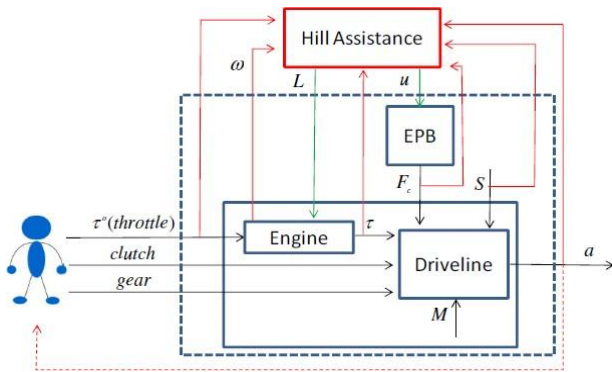 Hill Assistance
ω
L
u
EPB
F_c
S
τ°(throttle)
Engine
τ
clutch
Driveline
a
gear
M